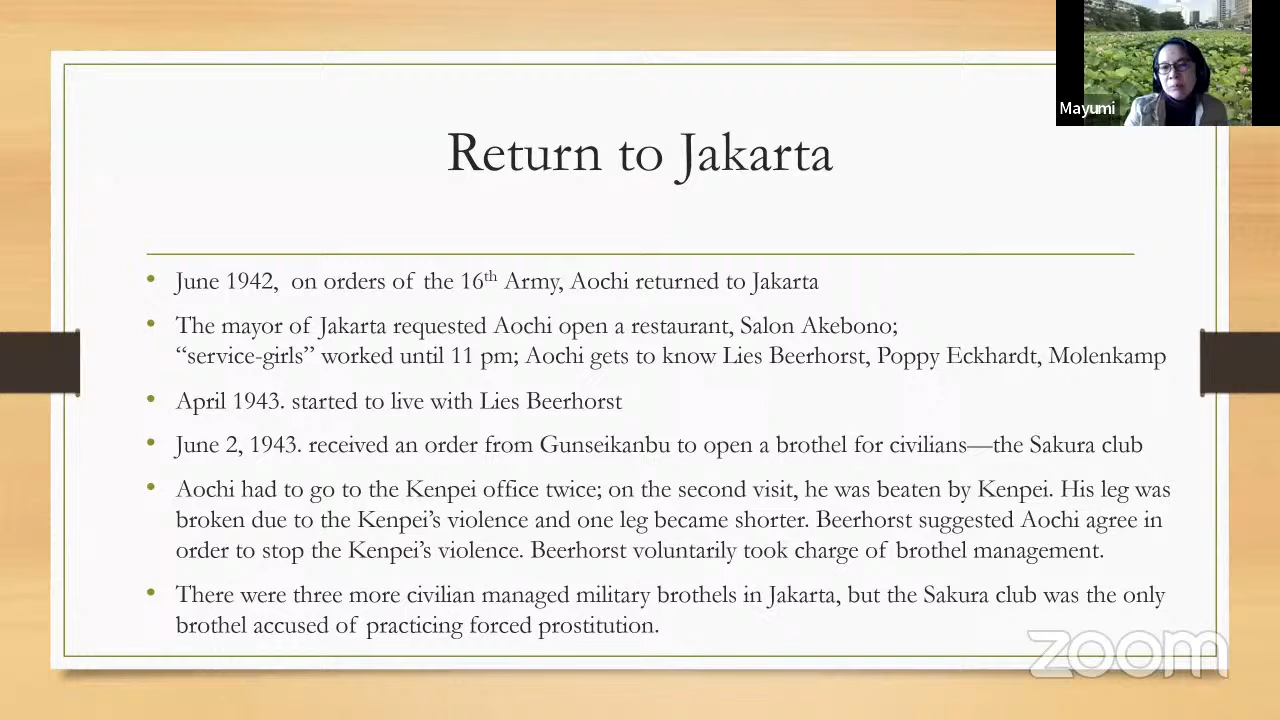 Mayumi
Return to Jakarta
• June 1942,  on orders of the 16th Army, Aochi returned to Jakarta
• The mayor of Jakarta requested Aochi open a restaurant, Salon Akebono;
“service-girls” worked until 11 pm; Aochi gets to know Lies Beerhorst, Poppy Eckhardt, Molenkamp
• April 1943. started to live with Lies Beerhorst
• June 2, 1943. received an order from Gunseikanbu to open a brothel for civilians—the Sakura club
• Aochi had to go to the Kenpei office twice; on the second visit, he was beaten by Kenpei. His leg was
broken due to the Kenpei’s violence and one leg became shorter. Beerhorst suggested Aochi agree in
order to stop the Kenpei’s violence. Beerhorst voluntarily took charge of brothel management.
• There were three more civilian managed military brothels in Jakarta, but the Sakura club was the only
brothel accused of practicing forced prostitution.
zoom